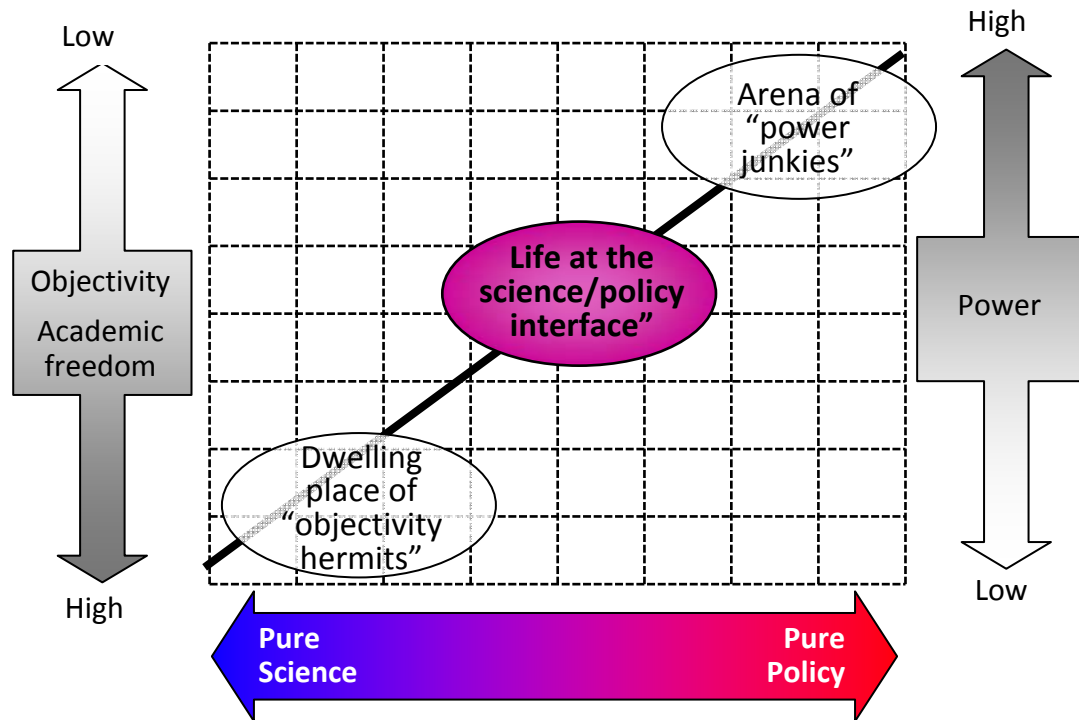 Low
High
Arena of
“power
junkies”
Life at the
science/policy
interface”
Objectivity
Academic
freedom
Power
Dwelling
place of
“objectivity
hermits”
High
Low
Pure
Science
Pure
Policy